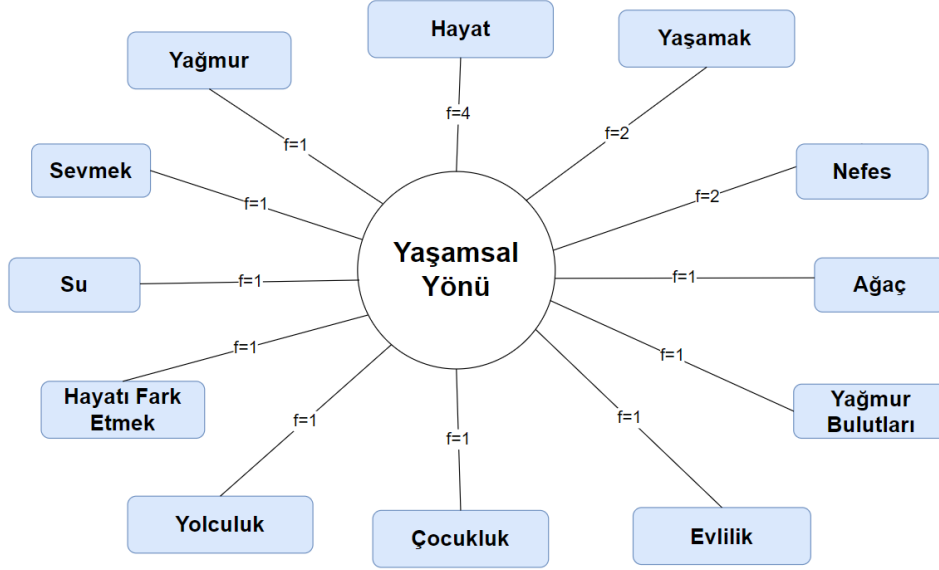 Hayat
Yaşamak
Yağmur
f=4
f=2
f=1
Sevmek
Nefes
f=1
f=2
Yaşamsal
Yönü
Su
f=1
f=1
Ağaç
f=1
f=1
Hayatı Fark
Etmek
Yağmur
Bulutları
f=1
f=1
f=1
Yolculuk
Çocukluk
Evlilik